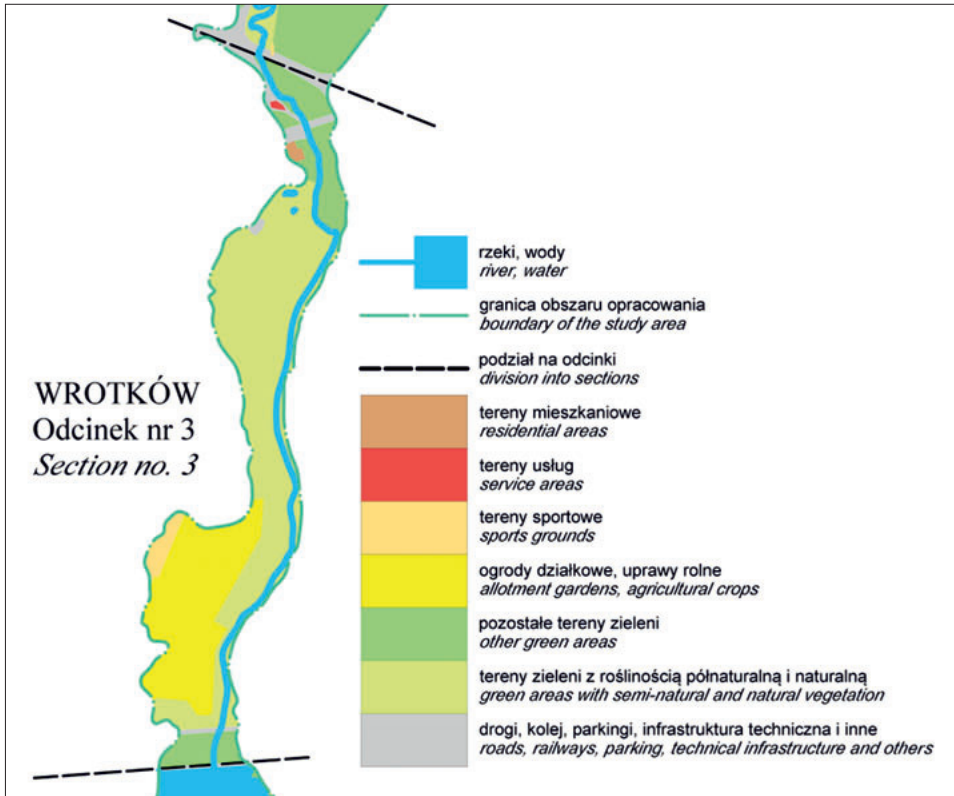 WROTKÓW
Odcinek nr 3
Section no. 3
rzeki, wody
river, water
granica obszaru opracowania
boundary of the study area
podział na odcinki
division into sections
tereny mieszkaniowe
residential areas
tereny usług
service areas
tereny sportowe
sports grounds
ogrody działkowe, uprawy rolne
allotment gardens, agricultural crops
pozostałe tereny zieleni
other green areas
tereny zieleni z roślinością półnaturalną i naturalną
green areas with semi-natural and natural vegetation
drogi, kolej, parkingi, infrastruktura techniczna i inne
roads, railways, parking, technical infrastructure and others